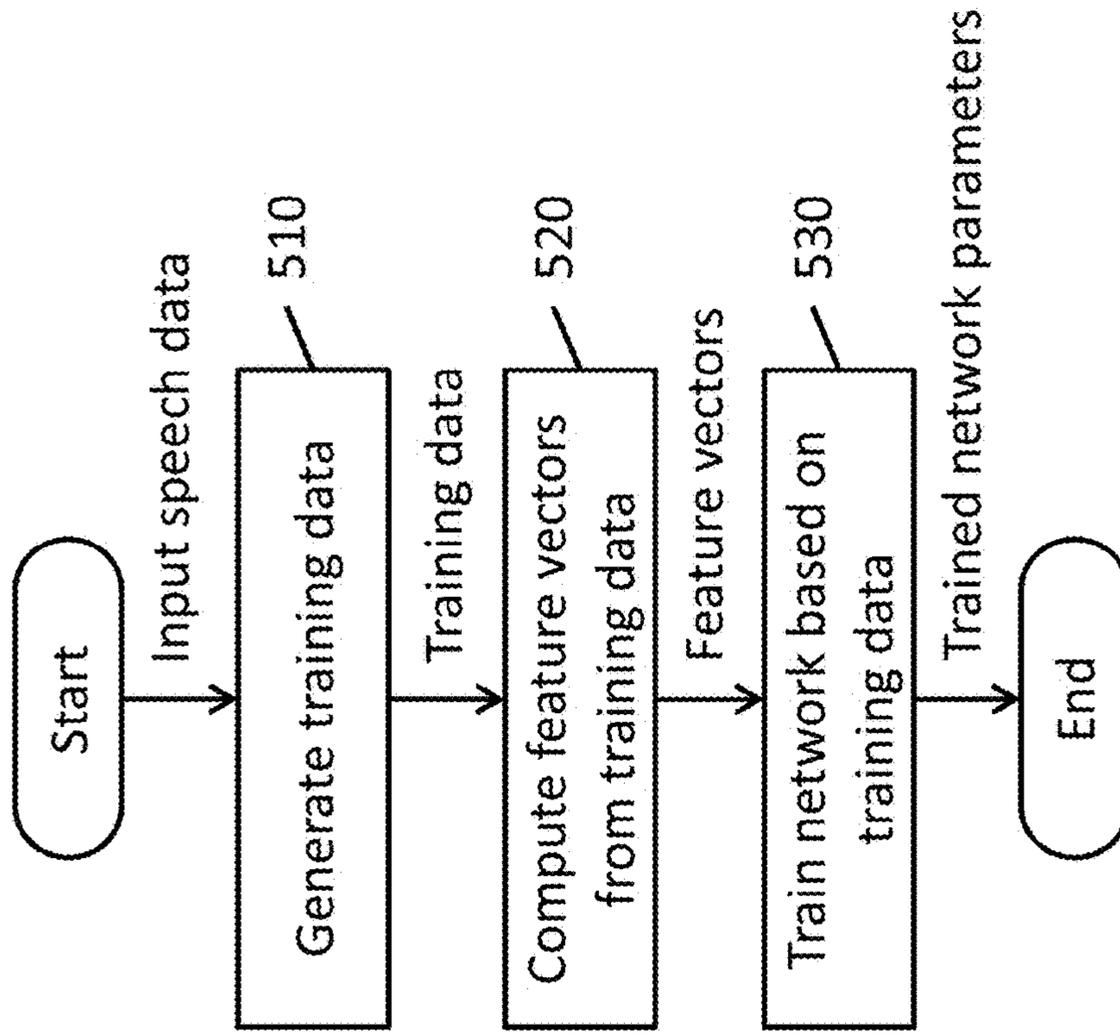 Start
Input speech data
Generate training data
510
Training data
Compute feature vectors
from training data
520
Feature vectors
Train network based on
training data
530
Trained network parameters
End